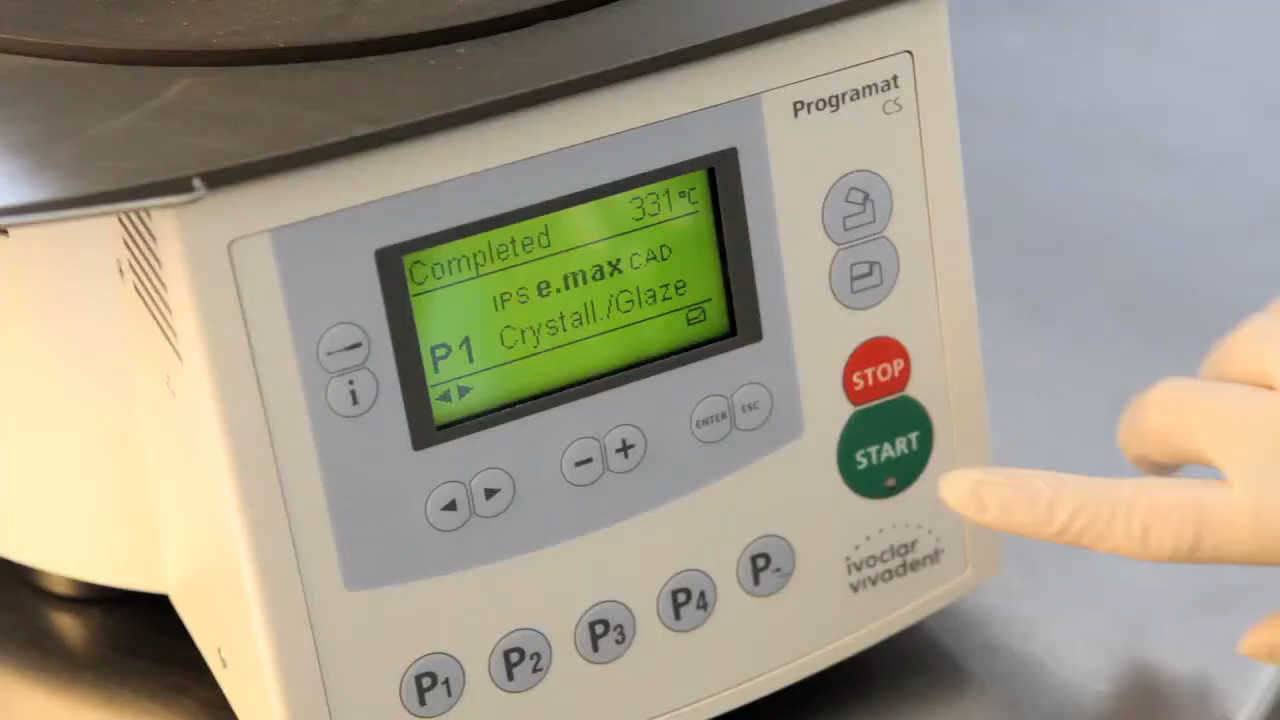 Programat
CS
Completed 331°C
IPS e.max CAD
P1 Crystall./Glaze
i
ENTER ESC
− +
STOP
START
ivoclar
vivadent
P1 P2 P3 P4 P-